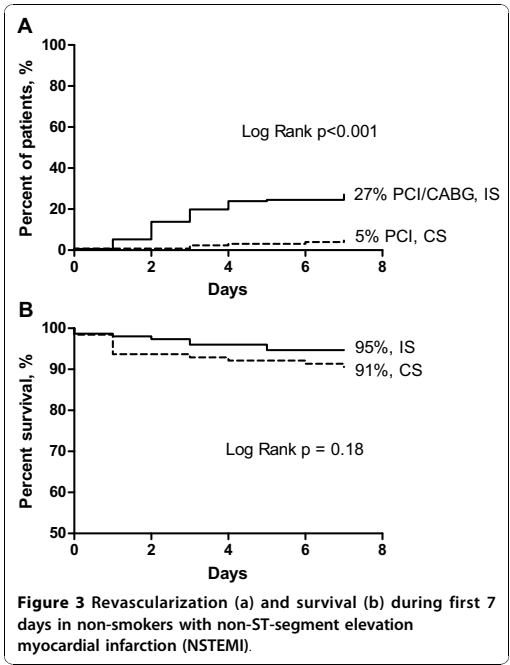 A
Percent of patients, %
100
80
60
40
20
0
Log Rank p<0.001
27% PCI/CABG, IS
5% PCI, CS
0 2 4 6 8
Days
B
Percent survival, %
100
90
80
70
60
50
95%, IS
91%, CS
Log Rank p = 0.18
0 2 4 6 8
Days
Figure 3 Revascularization (a) and survival (b) during first 7
days in non-smokers with non-ST-segment elevation
myocardial infarction (NSTEMI).